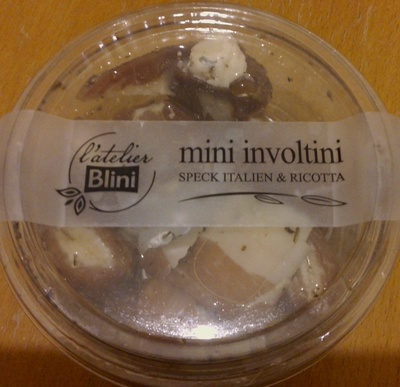 l'atelier
Blini
mini involtini
SPECK ITALIEN & RICOTTA